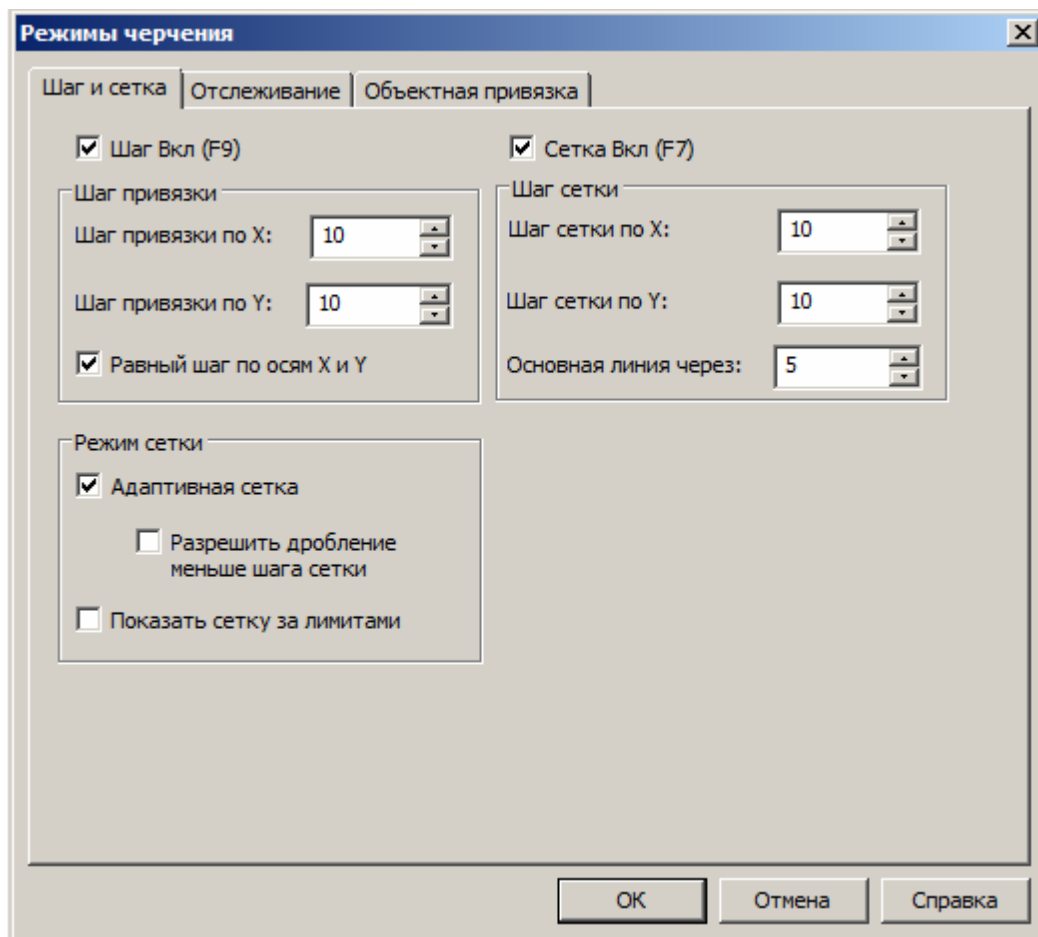 Режимы черчения
Шаг и сетка
Отслеживание
Объектная привязка
Шаг Вкл (F9)
Сетка Вкл (F7)
Шаг привязки
Шаг привязки по X: 10
Шаг привязки по Y: 10
Равный шаг по осям X и Y
Шаг сетки
Шаг сетки по X: 10
Шаг сетки по Y: 10
Основная линия через: 5
Режим сетки
Адаптивная сетка
Разрешить дробление
меньше шага сетки
Показать сетку за лимитами
ОК
Отмена
Справка